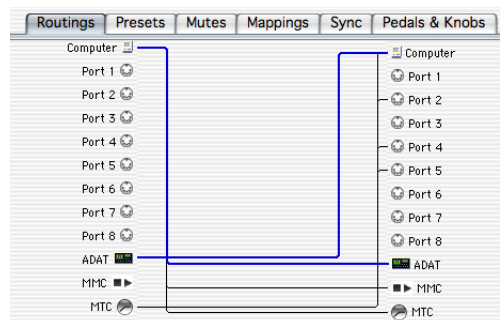 Routings Presets Mutes Mappings Sync Pedals & Knobs
Computer Computer
Port 1 Port 1
Port 2 Port 2
Port 3 Port 3
Port 4 Port 4
Port 5 Port 5
Port 6 Port 6
Port 7 Port 7
Port 8 Port 8
ADAT ADAT
MMC MMC
MTC MTC